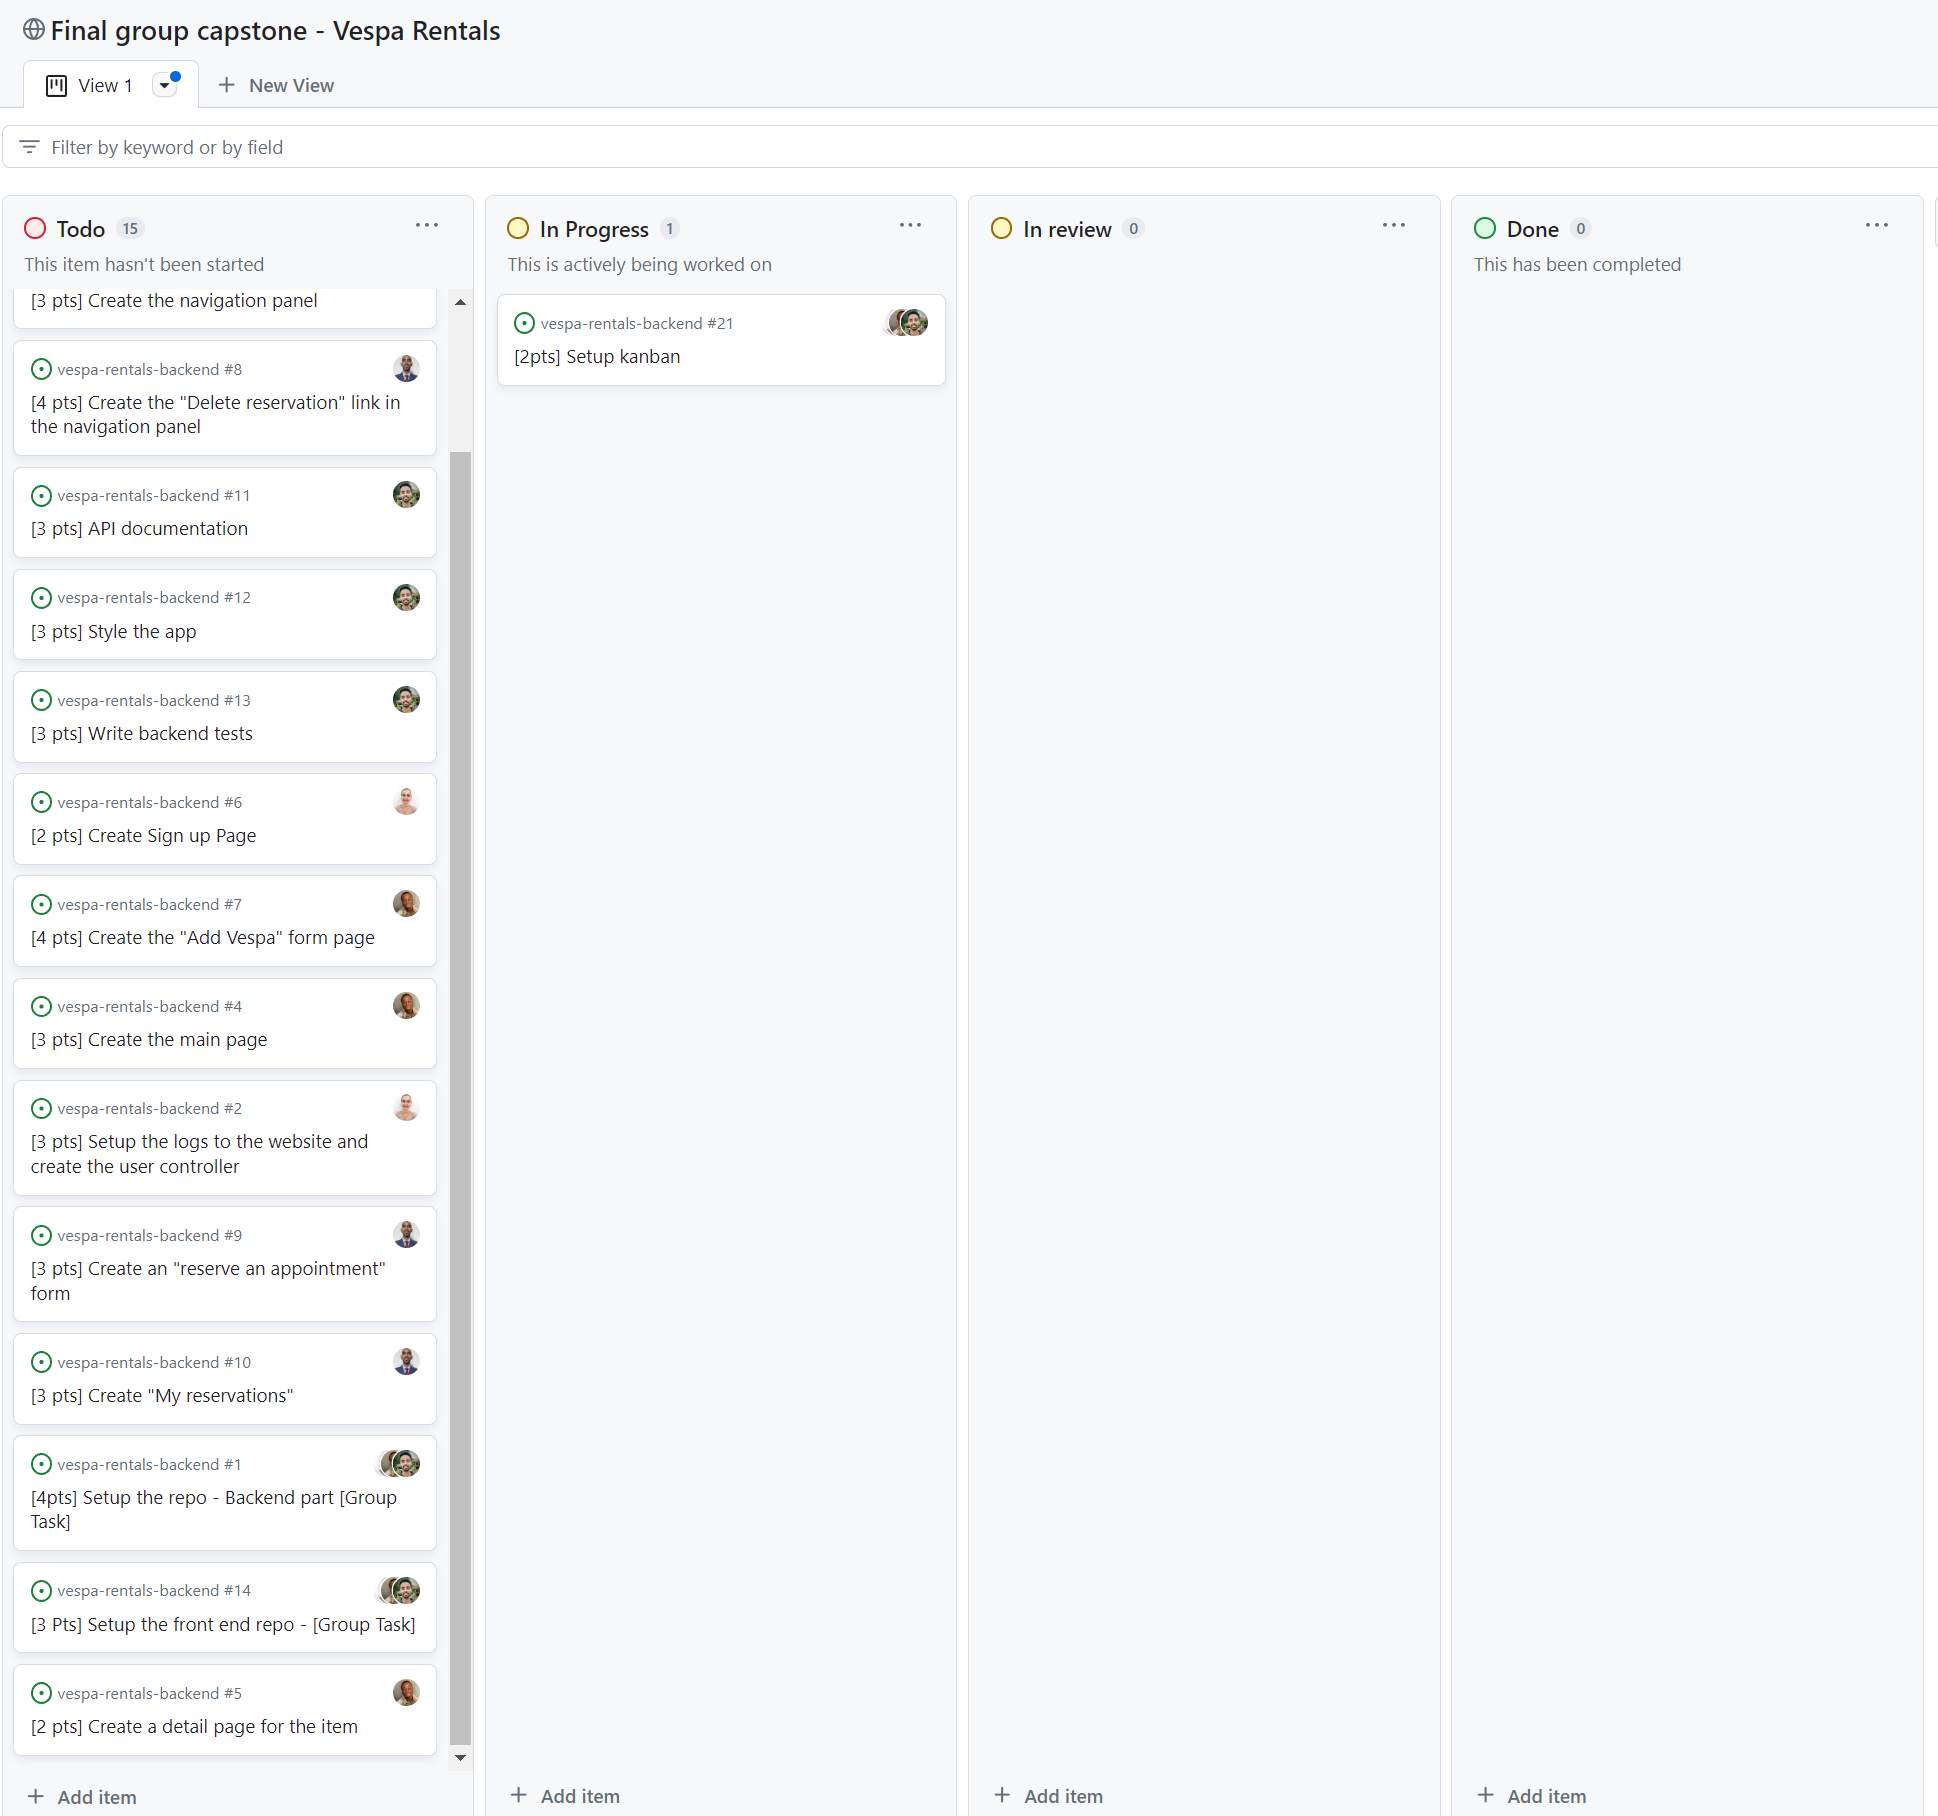 Final group capstone - Vespa Rentals
View 1
New View
Filter by keyword or by field
Todo 15
This item hasn't been started
[3 pts] Create the navigation panel
vespa-rentals-backend #8
[4 pts] Create the "Delete reservation" link in
the navigation panel
vespa-rentals-backend #11
[3 pts] API documentation
vespa-rentals-backend #12
[3 pts] Style the app
vespa-rentals-backend #13
[3 pts] Write backend tests
vespa-rentals-backend #6
[2 pts] Create Sign up Page
vespa-rentals-backend #7
[4 pts] Create the "Add Vespa" form page
vespa-rentals-backend #4
[3 pts] Create the main page
vespa-rentals-backend #2
[3 pts] Setup the logs to the website and
create the user controller
vespa-rentals-backend #9
[3 pts] Create an "reserve an appointment"
form
vespa-rentals-backend #10
[3 pts] Create "My reservations"
vespa-rentals-backend #1
[4pts] Setup the repo - Backend part [Group
Task]
vespa-rentals-backend #14
[3 Pts] Setup the front end repo - [Group Task]
vespa-rentals-backend #5
[2 pts] Create a detail page for the item
Add item
In Progress 1
This is actively being worked on
vespa-rentals-backend #21
[2pts] Setup kanban
Add item
In review 0
Add item
Done 0
This has been completed
Add item